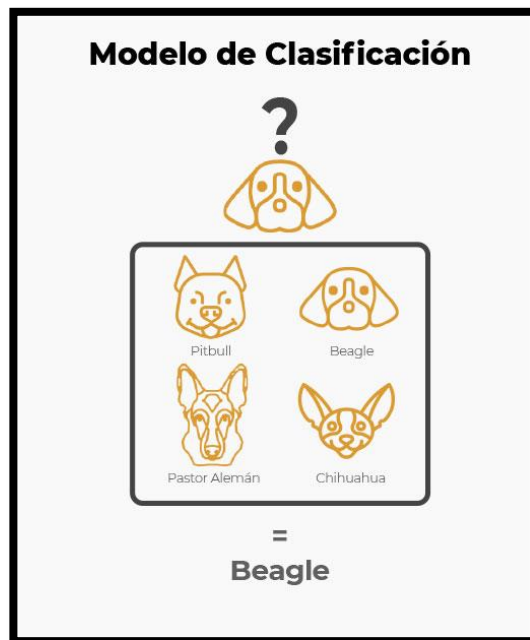 Modelo de Clasificación
?
Pitbull Beagle
Pastor Alemán Chihuahua
=
Beagle